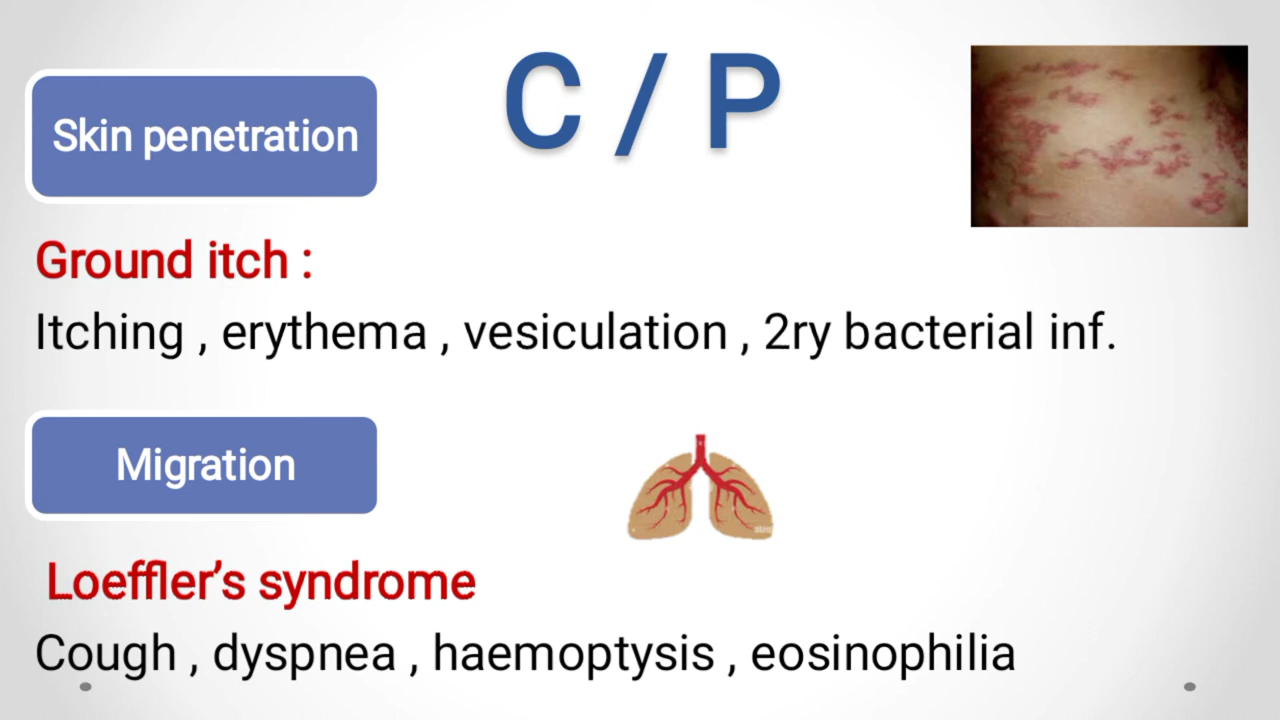 C / P
Skin penetration
Ground itch :
Itching , erythema , vesiculation , 2ry bacterial inf.
Migration
Loeffler’s syndrome
Cough , dyspnea , haemoptysis , eosinophilia